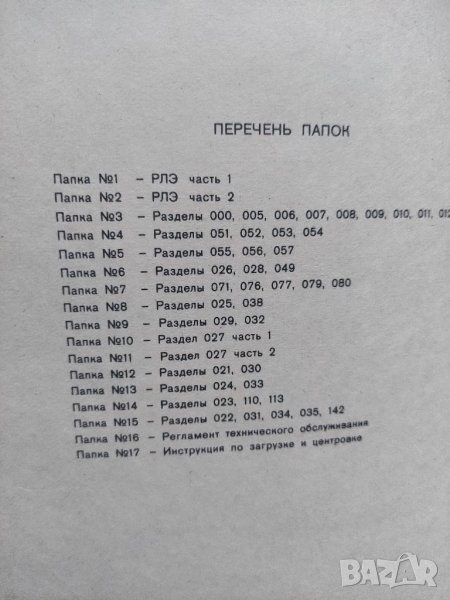 ПЕРЕЧЕНЬ ПАПОК
Папка №1 – РЛЭ часть 1
Папка №2 – РЛЭ часть 2
Папка №3 – Разделы 000, 005, 006, 007, 008, 009, 010, 011, 012
Папка №4 – Разделы 051, 052, 053, 054
Папка №5 – Разделы 055, 056, 057
Папка №6 – Разделы 026, 028, 049
Папка №7 – Разделы 071, 076, 077, 079, 080
Папка №8 – Разделы 025, 038
Папка №9 – Разделы 029, 032
Папка №10 – Раздел 027 часть 1
Папка №11 – Раздел 027 часть 2
Папка №12 – Разделы 021, 030
Папка №13 – Разделы 024, 033
Папка №14 – Разделы 023, 110, 113
Папка №15 – Разделы 022, 031, 034, 035, 142
Папка №16 – Регламент технического обслуживания
Папка №17 – Инструкция по загрузке и центровке
BAZAR